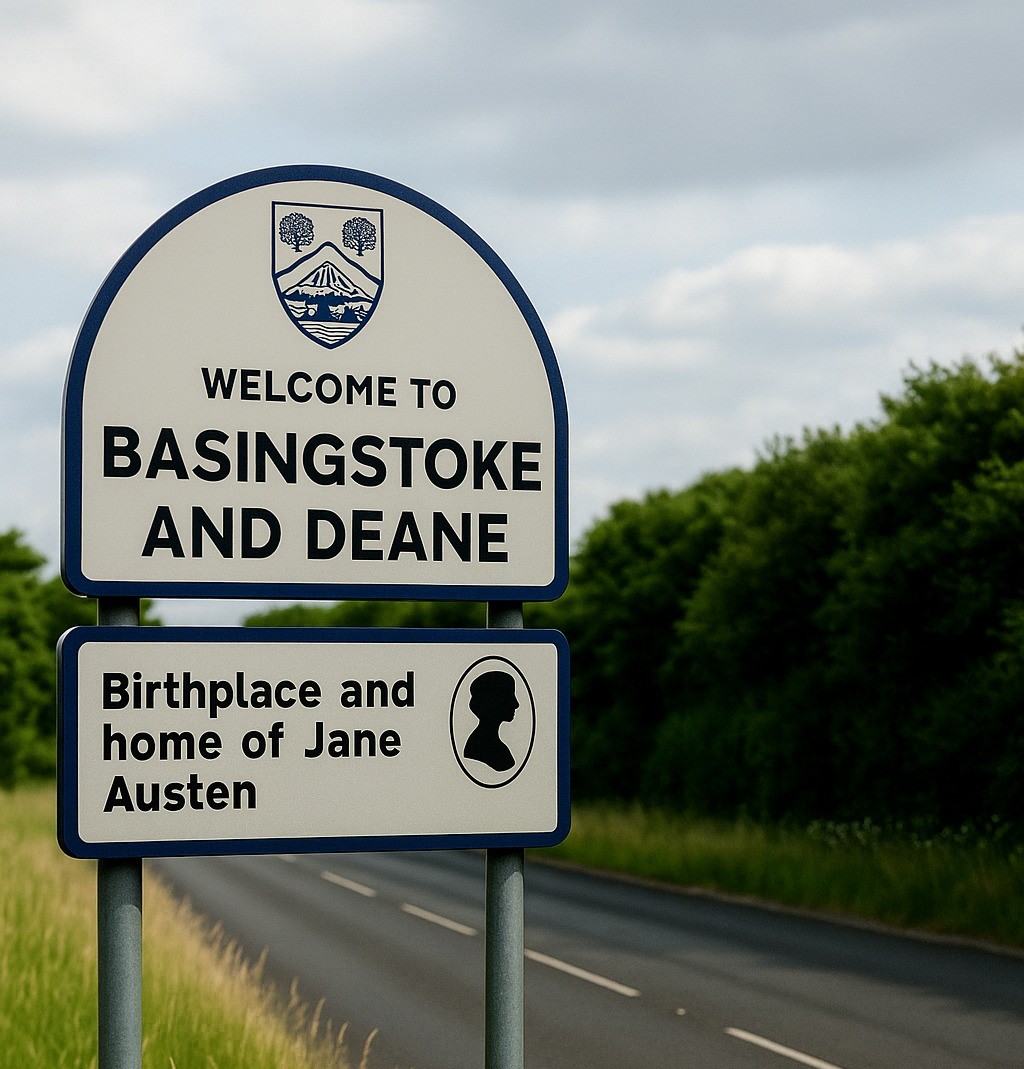 WELCOME TO
BASINGSTOKE
AND DEANE
Birthplace and
home of Jane
Austen